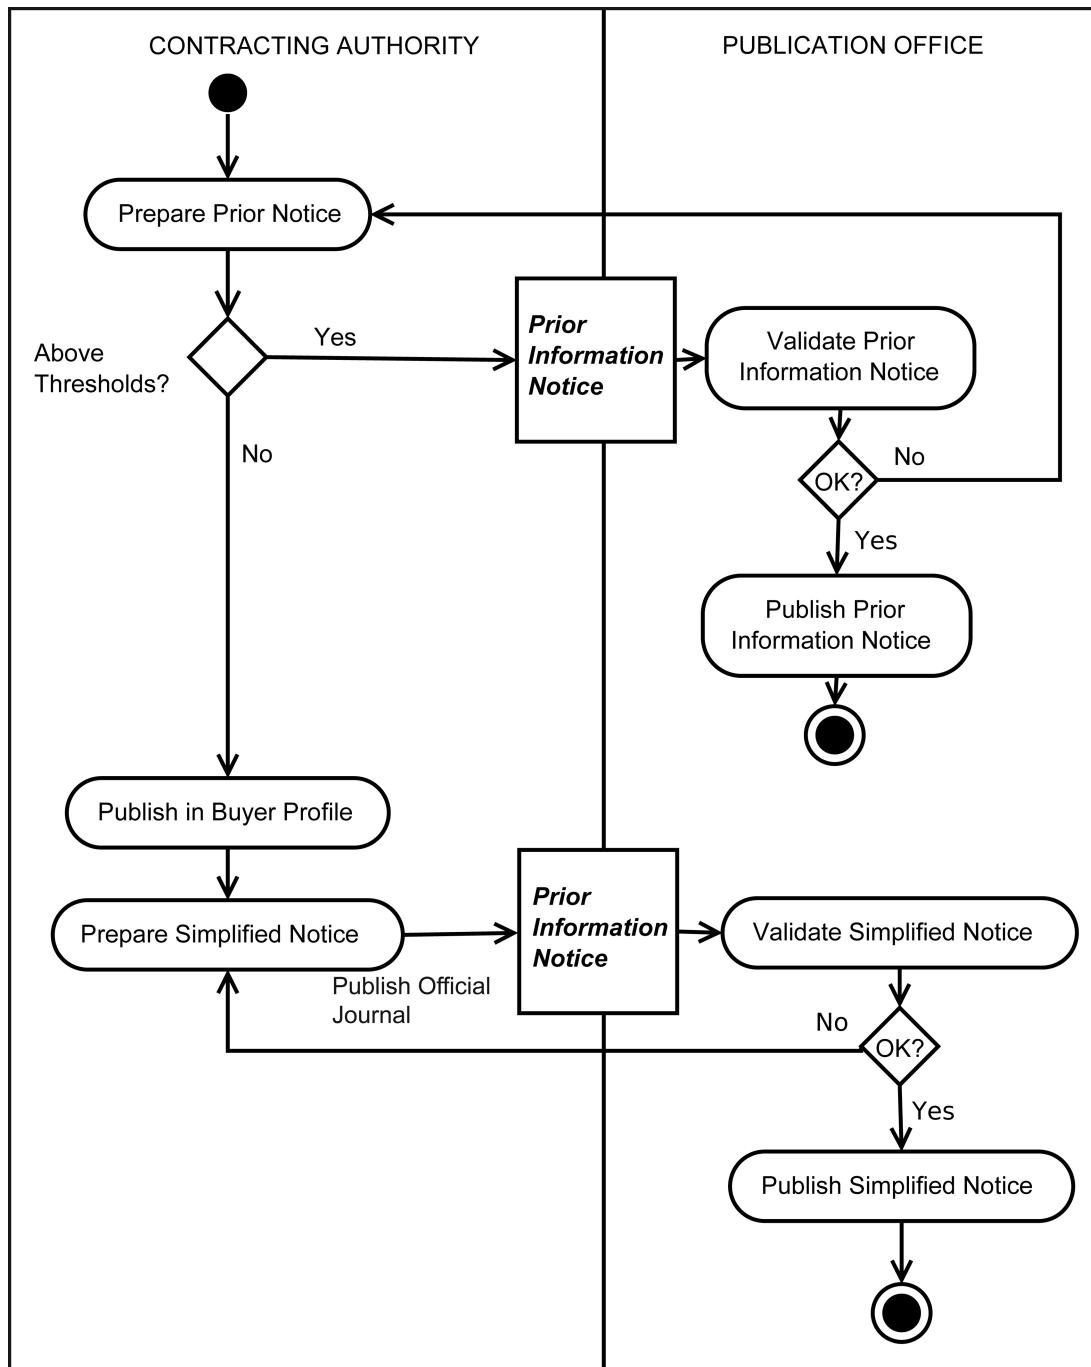 CONTRACTING AUTHORITY
PUBLICATION OFFICE
Prepare Prior Notice
Above
Thresholds?
Yes
No
Prior
Information
Notice
Validate Prior
Information Notice
OK?
No
Yes
Publish Prior
Information Notice
Publish in Buyer Profile
Prepare Simplified Notice
Publish Official
Journal
Prior
Information
Notice
Validate Simplified Notice
No
OK?
Yes
Publish Simplified Notice